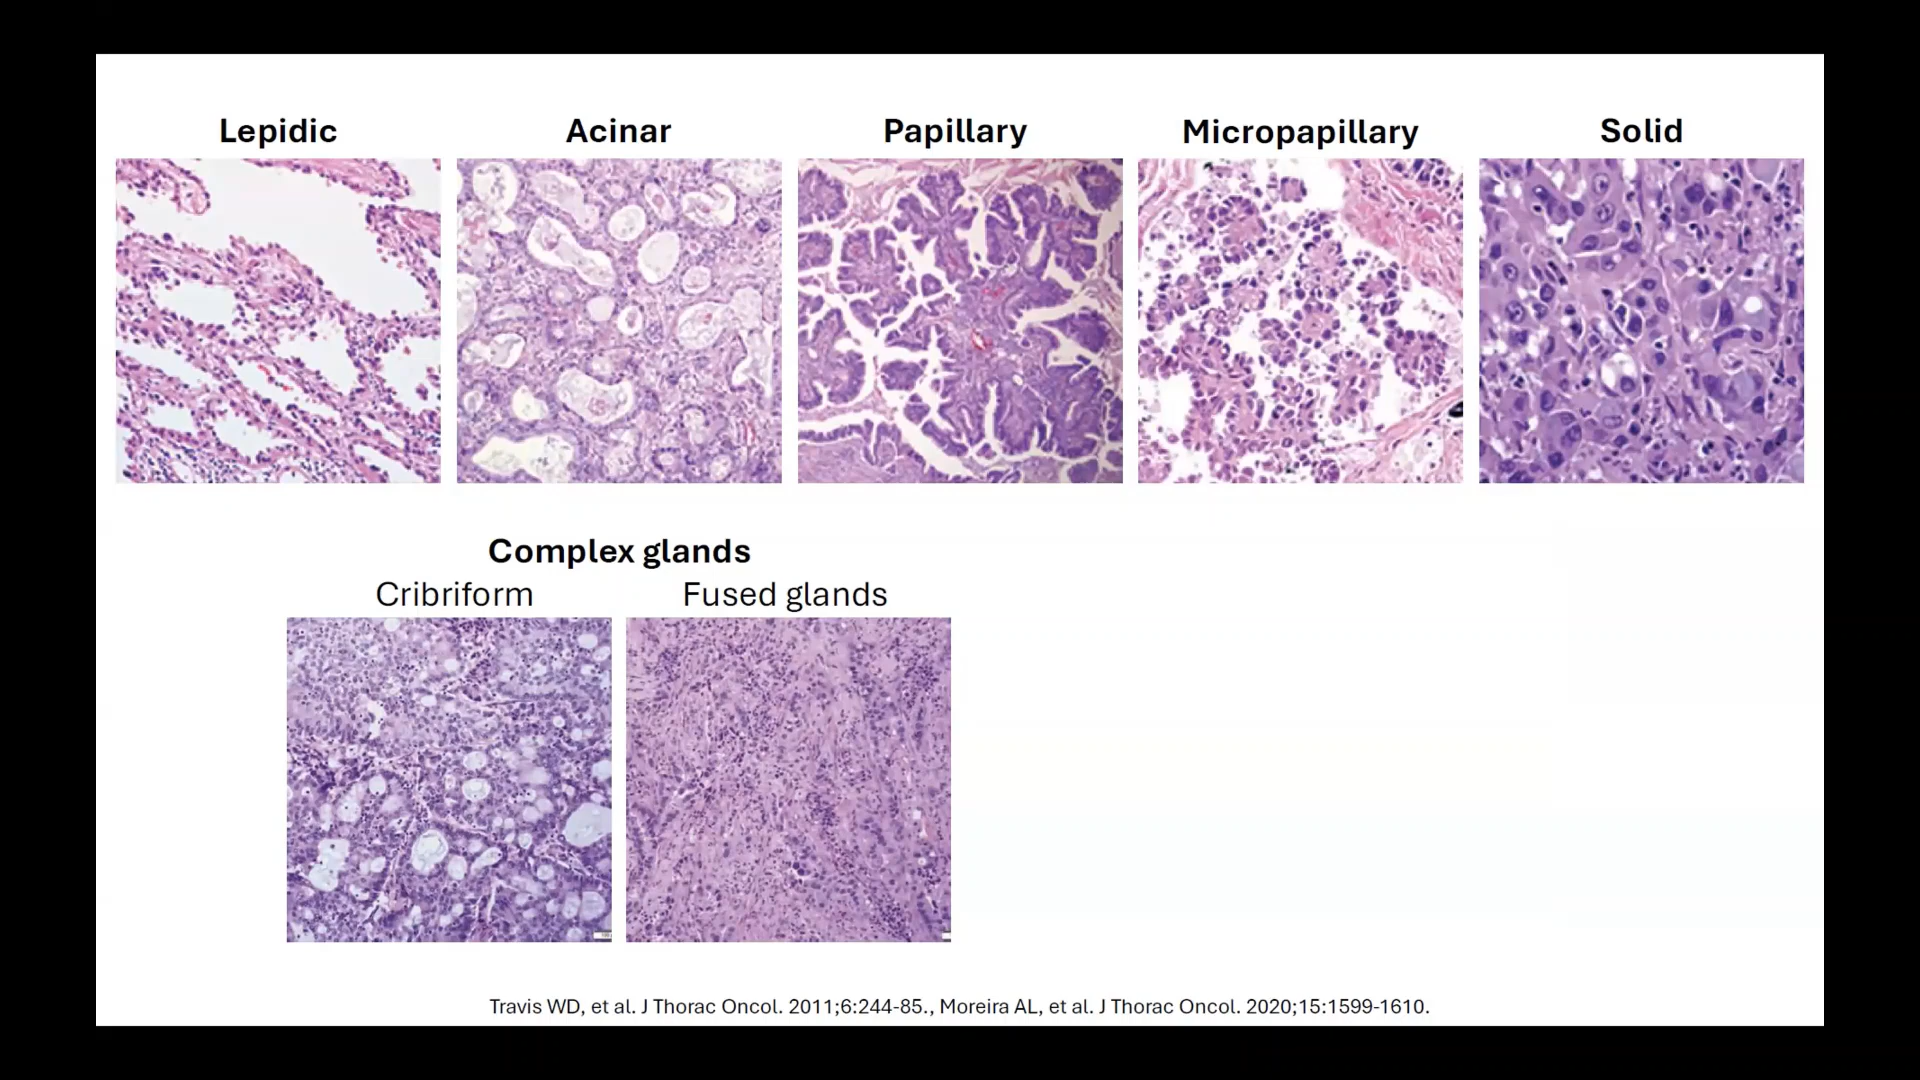 Lepidic
Acinar
Papillary
Micropapillary
Solid
Complex glands
Cribriform
Fused glands
Travis WD, et al. J Thorac Oncol. 2011;6:244-85., Moreira AL, et al. J Thorac Oncol. 2020;15:1599-1610.